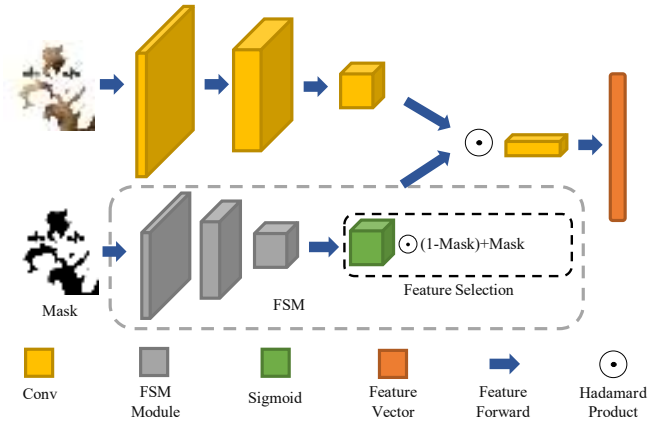 ⊙(1-Mask)+Mask
Mask
FSM
Feature Selection
Conv
FSM
Module
Sigmoid
Feature
Vector
Feature
Forward
Hadamard
Product